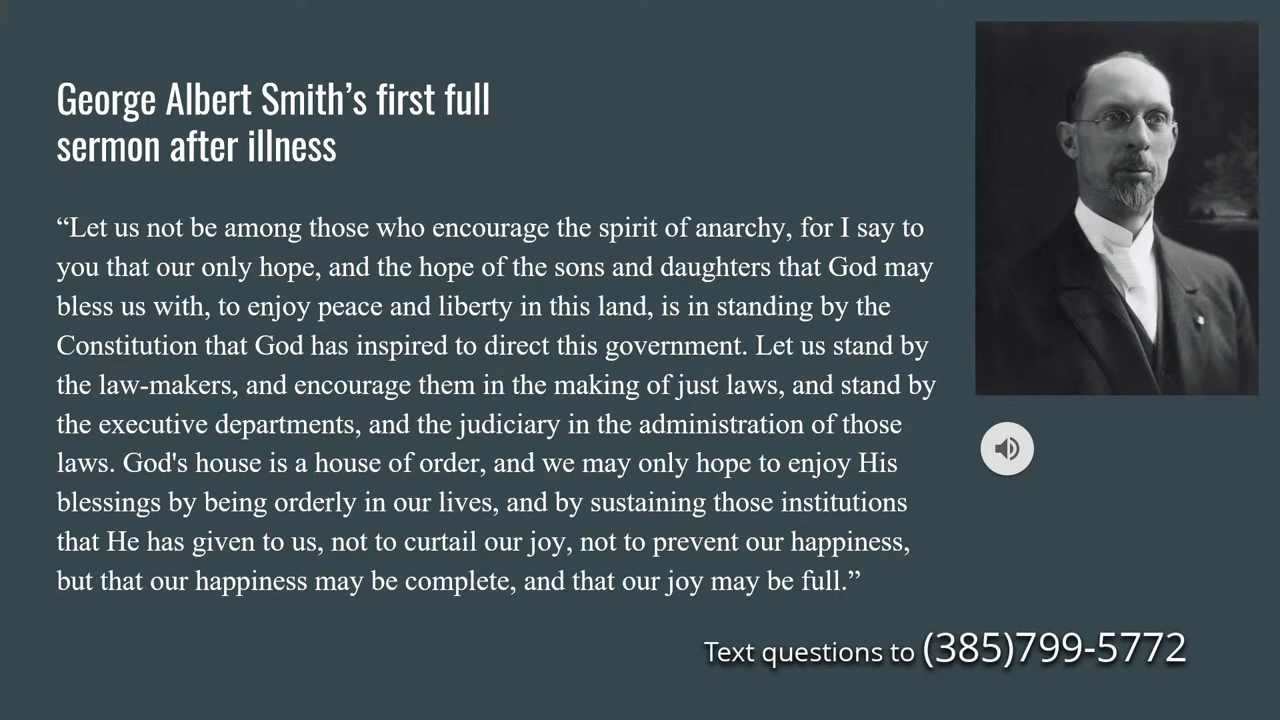 George Albert Smith’s first full
sermon after illness
“Let us not be among those who encourage the spirit of anarchy, for I say to
you that our only hope, and the hope of the sons and daughters that God may
bless us with, to enjoy peace and liberty in this land, is in standing by the
Constitution that God has inspired to direct this government. Let us stand by
the law-makers, and encourage them in the making of just laws, and stand by
the executive departments, and the judiciary in the administration of those
laws. God's house is a house of order, and we may only hope to enjoy His
blessings by being orderly in our lives, and by sustaining those institutions
that He has given to us, not to curtail our joy, not to prevent our happiness,
but that our happiness may be complete, and that our joy may be full.”
Text questions to (385)799-5772